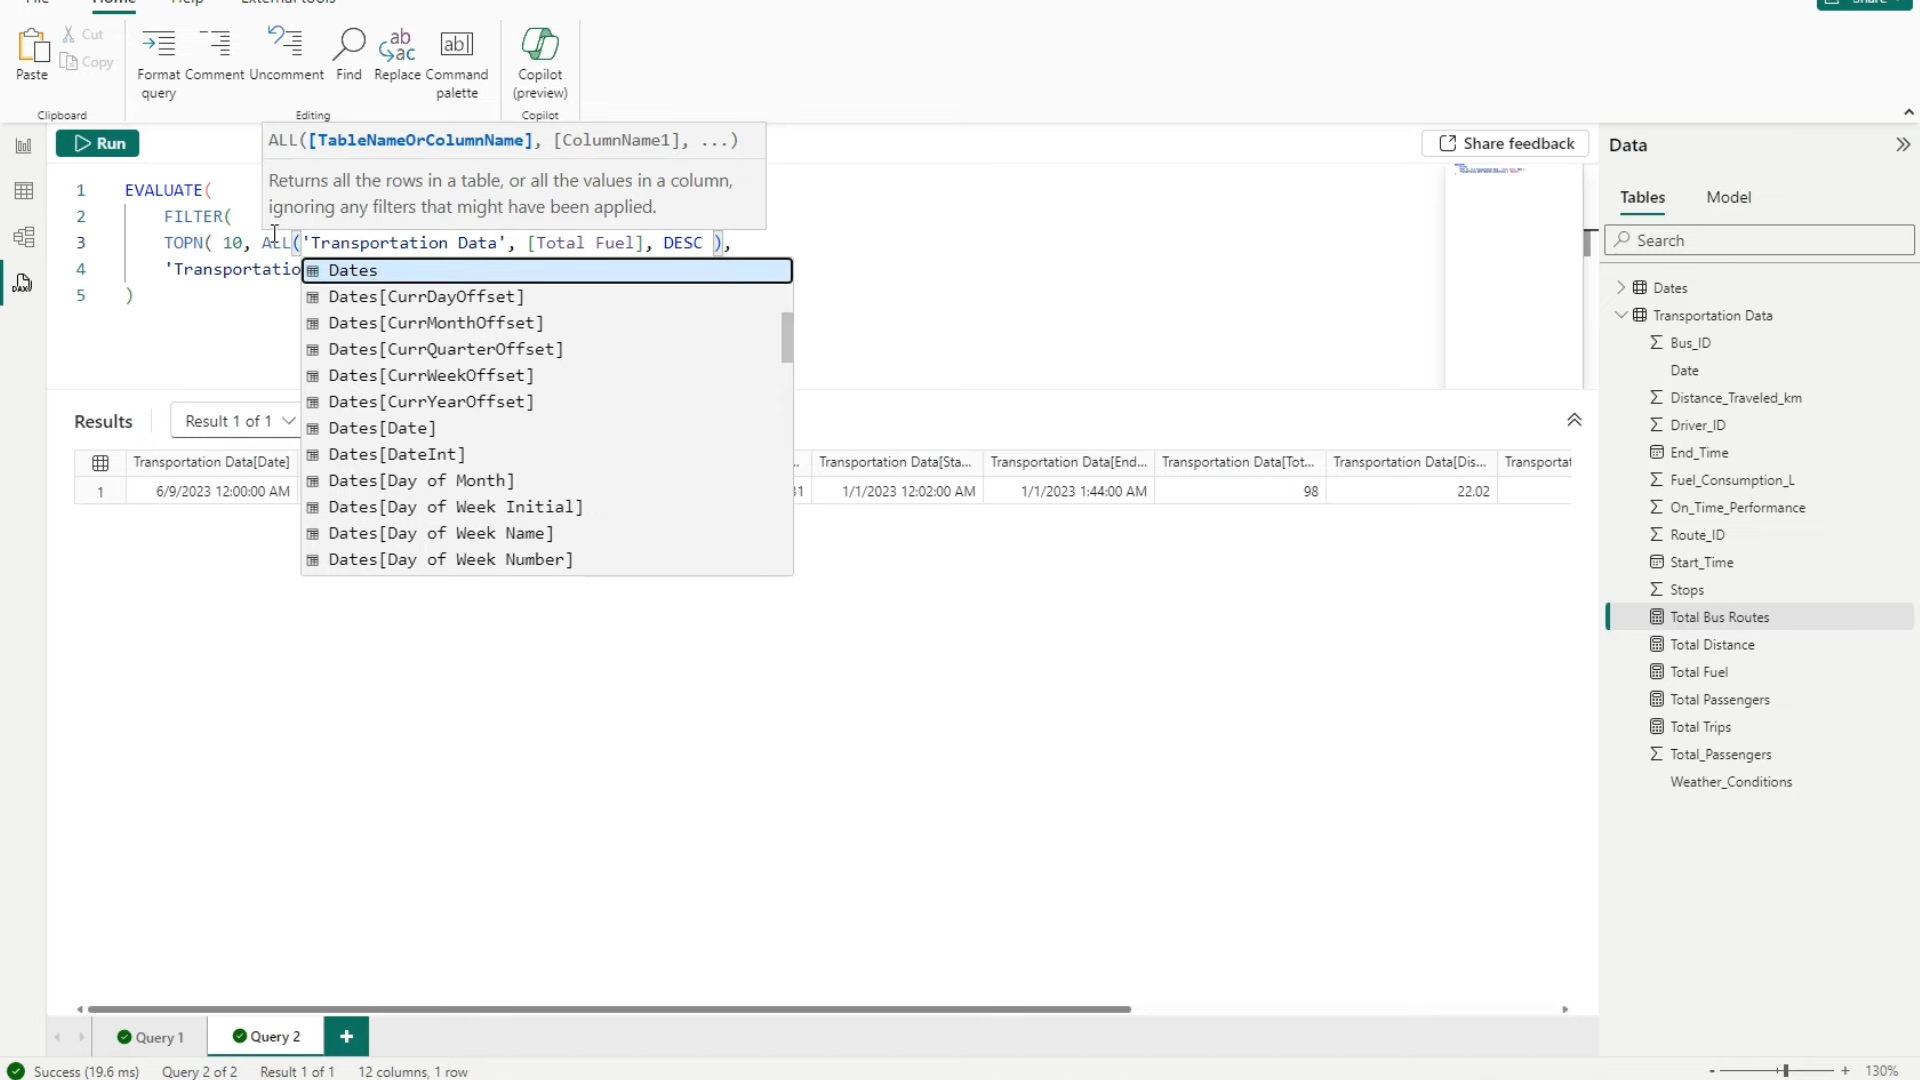 Home Help External tools
Share
Paste
Cut
Copy
Clipboard
Format query
Comment
Uncomment
Find
Replace
Command palette
Editing
Copilot (preview)
Copilot
Run
ALL([TableNameOrColumnName], [ColumnName1], ...)
Returns all the rows in a table, or all the values in a column,
ignoring any filters that might have been applied.
Share feedback
1 EVALUATE(
2 FILTER(
3 TOPN( 10, ALL('Transportation Data', [Total Fuel], DESC ),
4 'Transportatio
5 )
Dates
Dates[CurrDayOffset]
Dates[CurrMonthOffset]
Dates[CurrQuarterOffset]
Dates[CurrWeekOffset]
Dates[CurrYearOffset]
Dates[Date]
Dates[DateInt]
Dates[Day of Month]
Dates[Day of Week Initial]
Dates[Day of Week Name]
Dates[Day of Week Number]
Results Result 1 of 1
Transportation Data[Date] ... Transportation Data[Sta... Transportation Data[End... Transportation Data[Tot... Transportation Data[Dis... Transportat
1 6/9/2023 12:00:00 AM 31 1/1/2023 12:02:00 AM 1/1/2023 1:44:00 AM 98 22.02
Data
Tables Model
Search
Dates
Transportation Data
Bus_ID
Date
Distance_Traveled_km
Driver_ID
End_Time
Fuel_Consumption_L
On_Time_Performance
Route_ID
Start_Time
Stops
Total Bus Routes
Total Distance
Total Fuel
Total Passengers
Total Trips
Total_Passengers
Weather_Conditions
Query 1 Query 2 +
Success (19.6 ms) Query 2 of 2 Result 1 of 1 12 columns, 1 row - + 130%